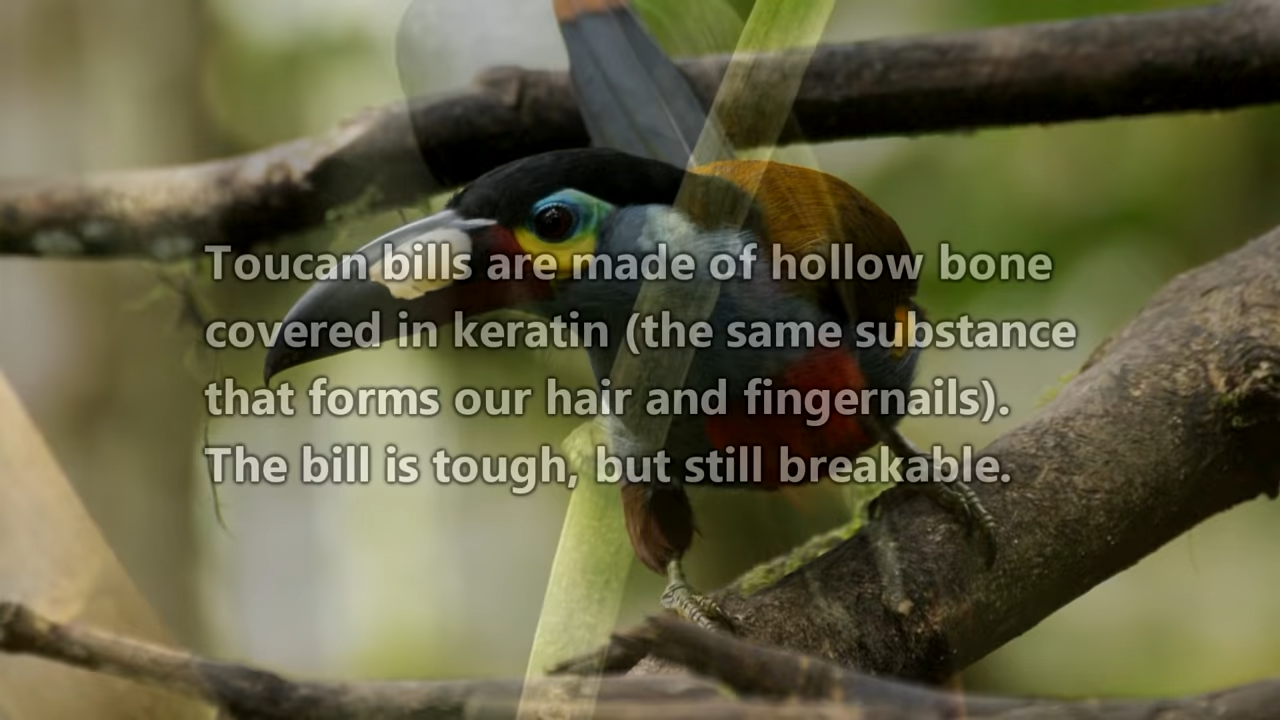 Toucan bills are made of hollow bone
covered in keratin (the same substance
that forms our hair and fingernails).
The bill is tough, but still breakable.